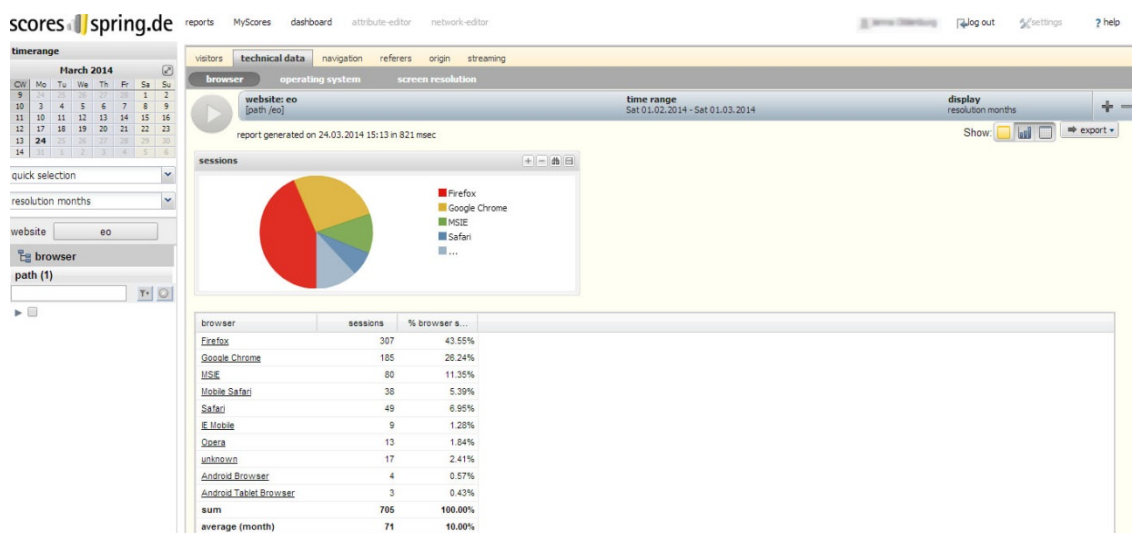 scores spring.de
reports MyScores dashboard attribute-editor network-editor
log out settings ? help
timerange
March 2014
CW Mo Tu We Th Fr Sa Su
9 24 25 26 27 28 1 2
10 3 4 5 6 7 8 9
11 10 11 12 13 14 15 16
12 17 18 19 20 21 22 23
13 24 25 26 27 28 29 30
14 31 1 2 3 4 5 6
quick selection
resolution months
website eo
browser
path (1)
visitors technical data navigation referers origin streaming
browser operating system screen resolution
website: eo
[path /eo]
time range
Sat 01.02.2014 - Sat 01.03.2014
display
resolution months
report generated on 24.03.2014 15:13 in 821 msec
Show: export
sessions
Firefox
Google Chrome
MSIE
Safari
...
browser sessions % browser s...
Firefox 307 43.55%
Google Chrome 185 26.24%
MSIE 80 11.35%
Mobile Safari 38 5.39%
Safari 49 6.95%
IE Mobile 9 1.28%
Opera 13 1.84%
unknown 17 2.41%
Android Browser 4 0.57%
Android Tablet Browser 3 0.43%
sum 705 100.00%
average (month) 71 10.00%